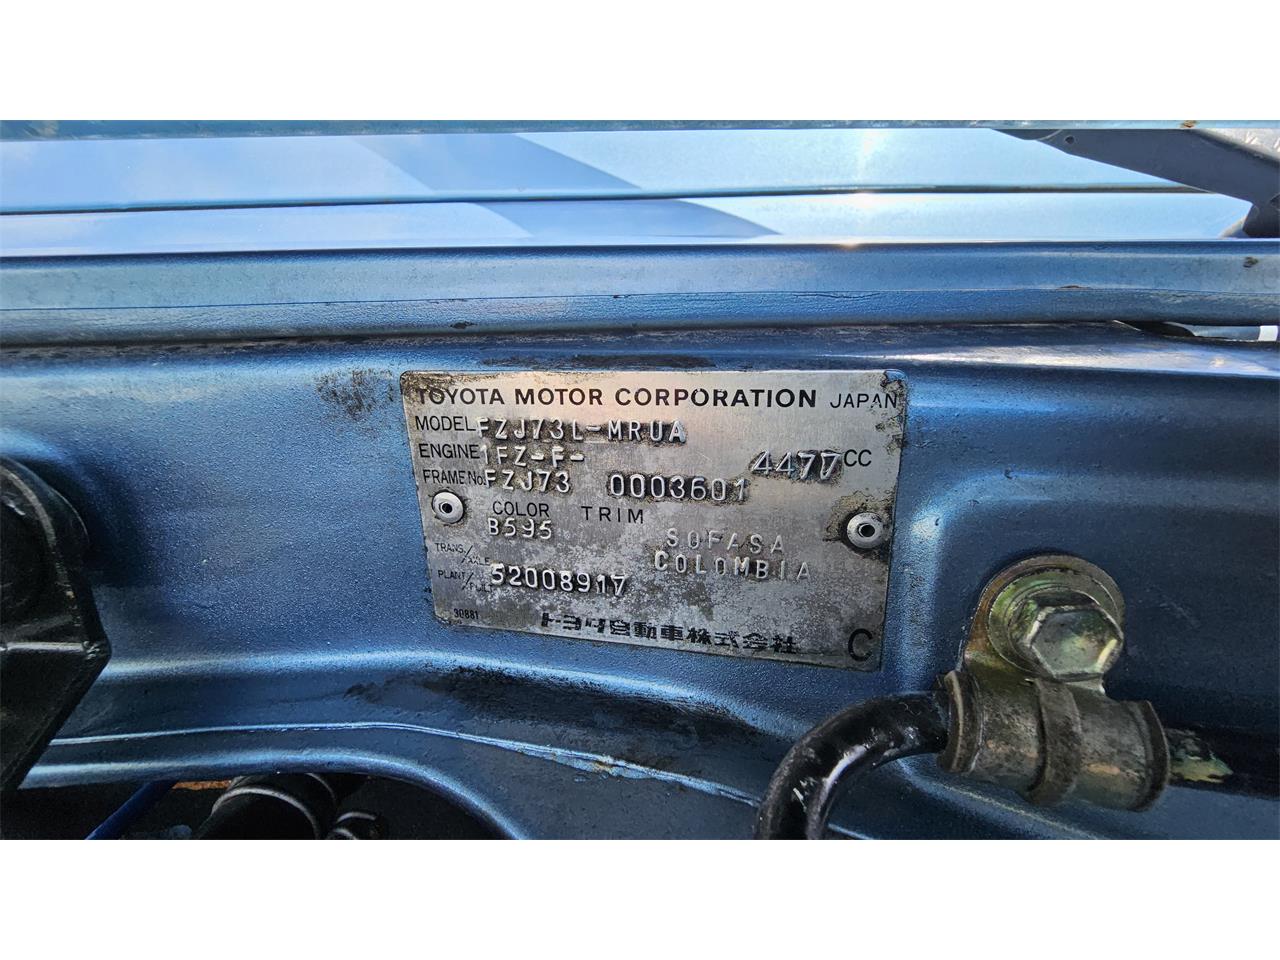 TOYOTA MOTOR CORPORATION JAPAN
MODEL FZJ73L-MRUA
ENGINE 1FZ-F- 4477 CC
FRAME No. FZJ73 0003601
COLOR TRIM
B595 SOFASA
TRANS./AXLE COLOMBIA
PLANT/ 52008917
30881 トヨタ自動車株式会社 C